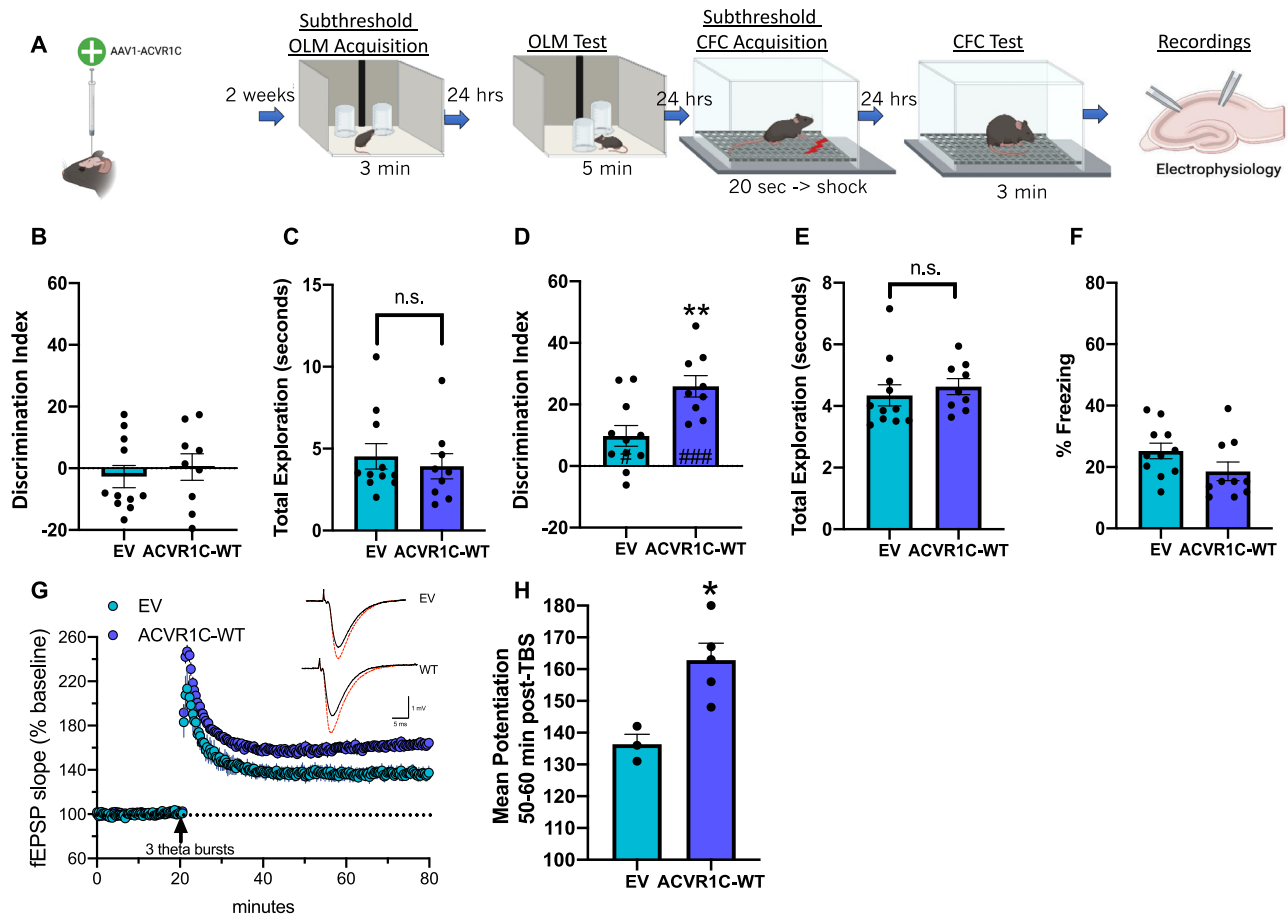 A
AAV1-ACVR1C
2 weeks
Subthreshold
OLM Acquisition
3 min
24 hrs
OLM Test
5 min
24 hrs
Subthreshold
CFC Acquisition
20 sec -> shock
24 hrs
CFC Test
3 min
Recordings
Electrophysiology
B
Discrimination Index
60
40
20
0
-20
EV
ACVR1C-WT
C
Total Exploration (seconds)
15
10
5
0
n.s.
EV
ACVR1C-WT
D
Discrimination Index
60
40
20
0
-20
**
#
###
EV
ACVR1C-WT
E
Total Exploration (seconds)
8
6
4
2
0
n.s.
EV
ACVR1C-WT
F
% Freezing
80
60
40
20
0
EV
ACVR1C-WT
G
EV
ACVR1C-WT
fEPSP slope (% baseline)
260
220
180
140
100
60
3 theta bursts
0
20
40
60
80
minutes
EV
WT
1 mV
5 ms
H
Mean Potentiation
50-60 min post-TBS
190
180
170
160
150
140
130
120
110
100
*
EV
ACVR1C-WT